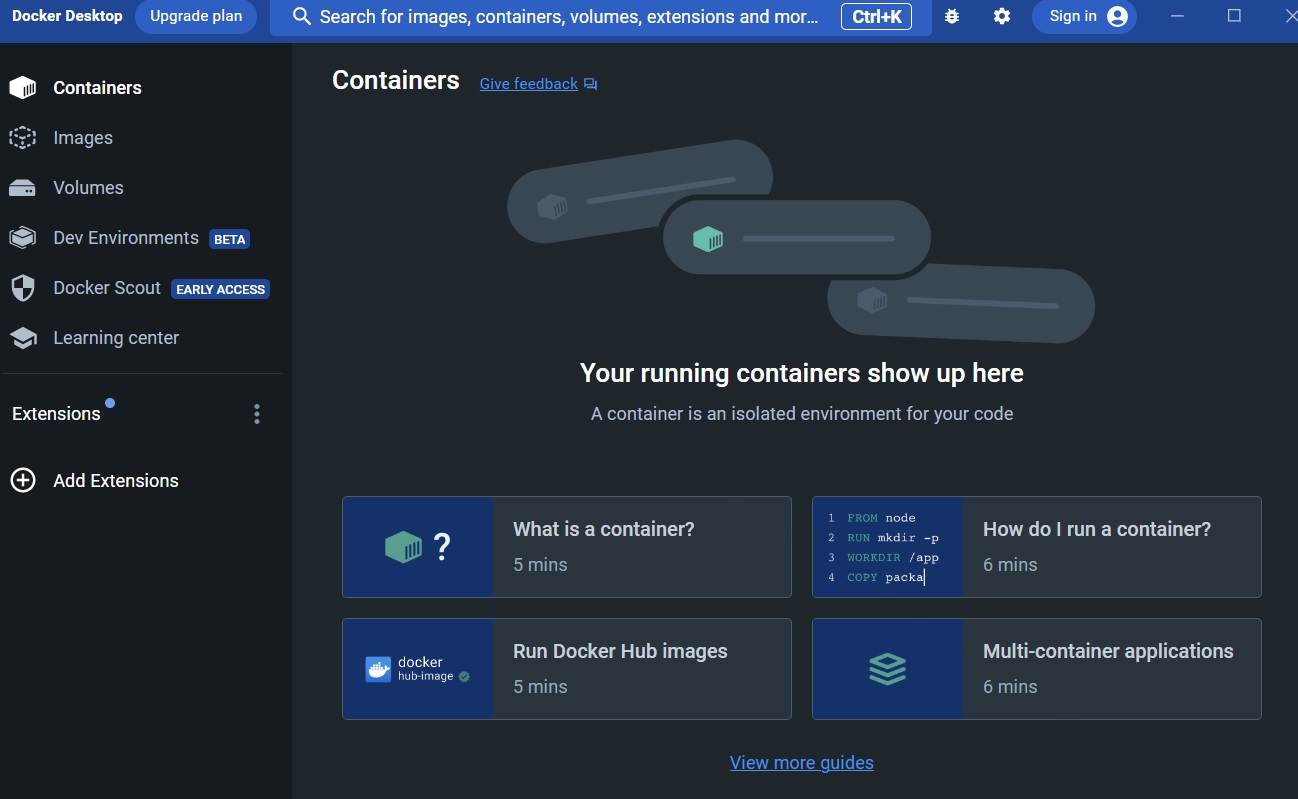 Docker Desktop
Upgrade plan
Search for images, containers, volumes, extensions and mor...
Ctrl+K
Sign in
Containers
Images
Volumes
Dev Environments BETA
Docker Scout EARLY ACCESS
Learning center
Extensions
Add Extensions
Containers
Give feedback
Your running containers show up here
A container is an isolated environment for your code
?
What is a container?
5 mins
1 FROM node
2 RUN mkdir -p
3 WORKDIR /app
4 COPY packa
How do I run a container?
6 mins
docker
hub-image
Run Docker Hub images
5 mins
Multi-container applications
6 mins
View more guides